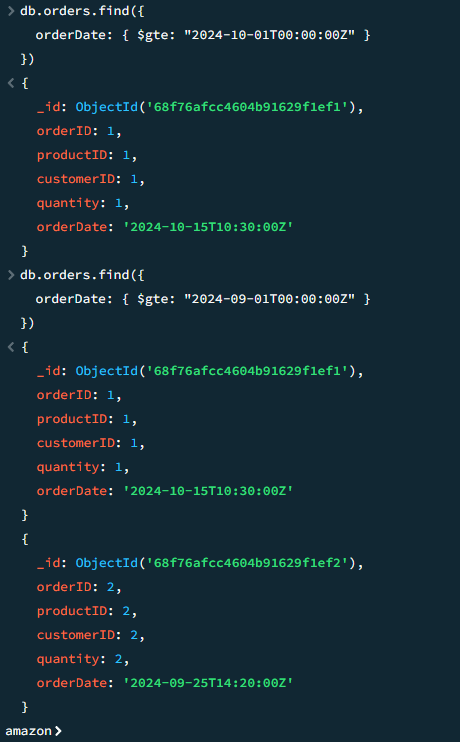 > db.orders.find({
orderDate: { $gte: "2024-10-01T00:00:00Z" }
})
< {
_id: ObjectId('68f76afcc4604b91629f1ef1'),
orderID: 1,
productID: 1,
customerID: 1,
quantity: 1,
orderDate: '2024-10-15T10:30:00Z'
}
> db.orders.find({
orderDate: { $gte: "2024-09-01T00:00:00Z" }
})
< {
_id: ObjectId('68f76afcc4604b91629f1ef1'),
orderID: 1,
productID: 1,
customerID: 1,
quantity: 1,
orderDate: '2024-10-15T10:30:00Z'
}
{
_id: ObjectId('68f76afcc4604b91629f1ef2'),
orderID: 2,
productID: 2,
customerID: 2,
quantity: 2,
orderDate: '2024-09-25T14:20:00Z'
}
amazon>